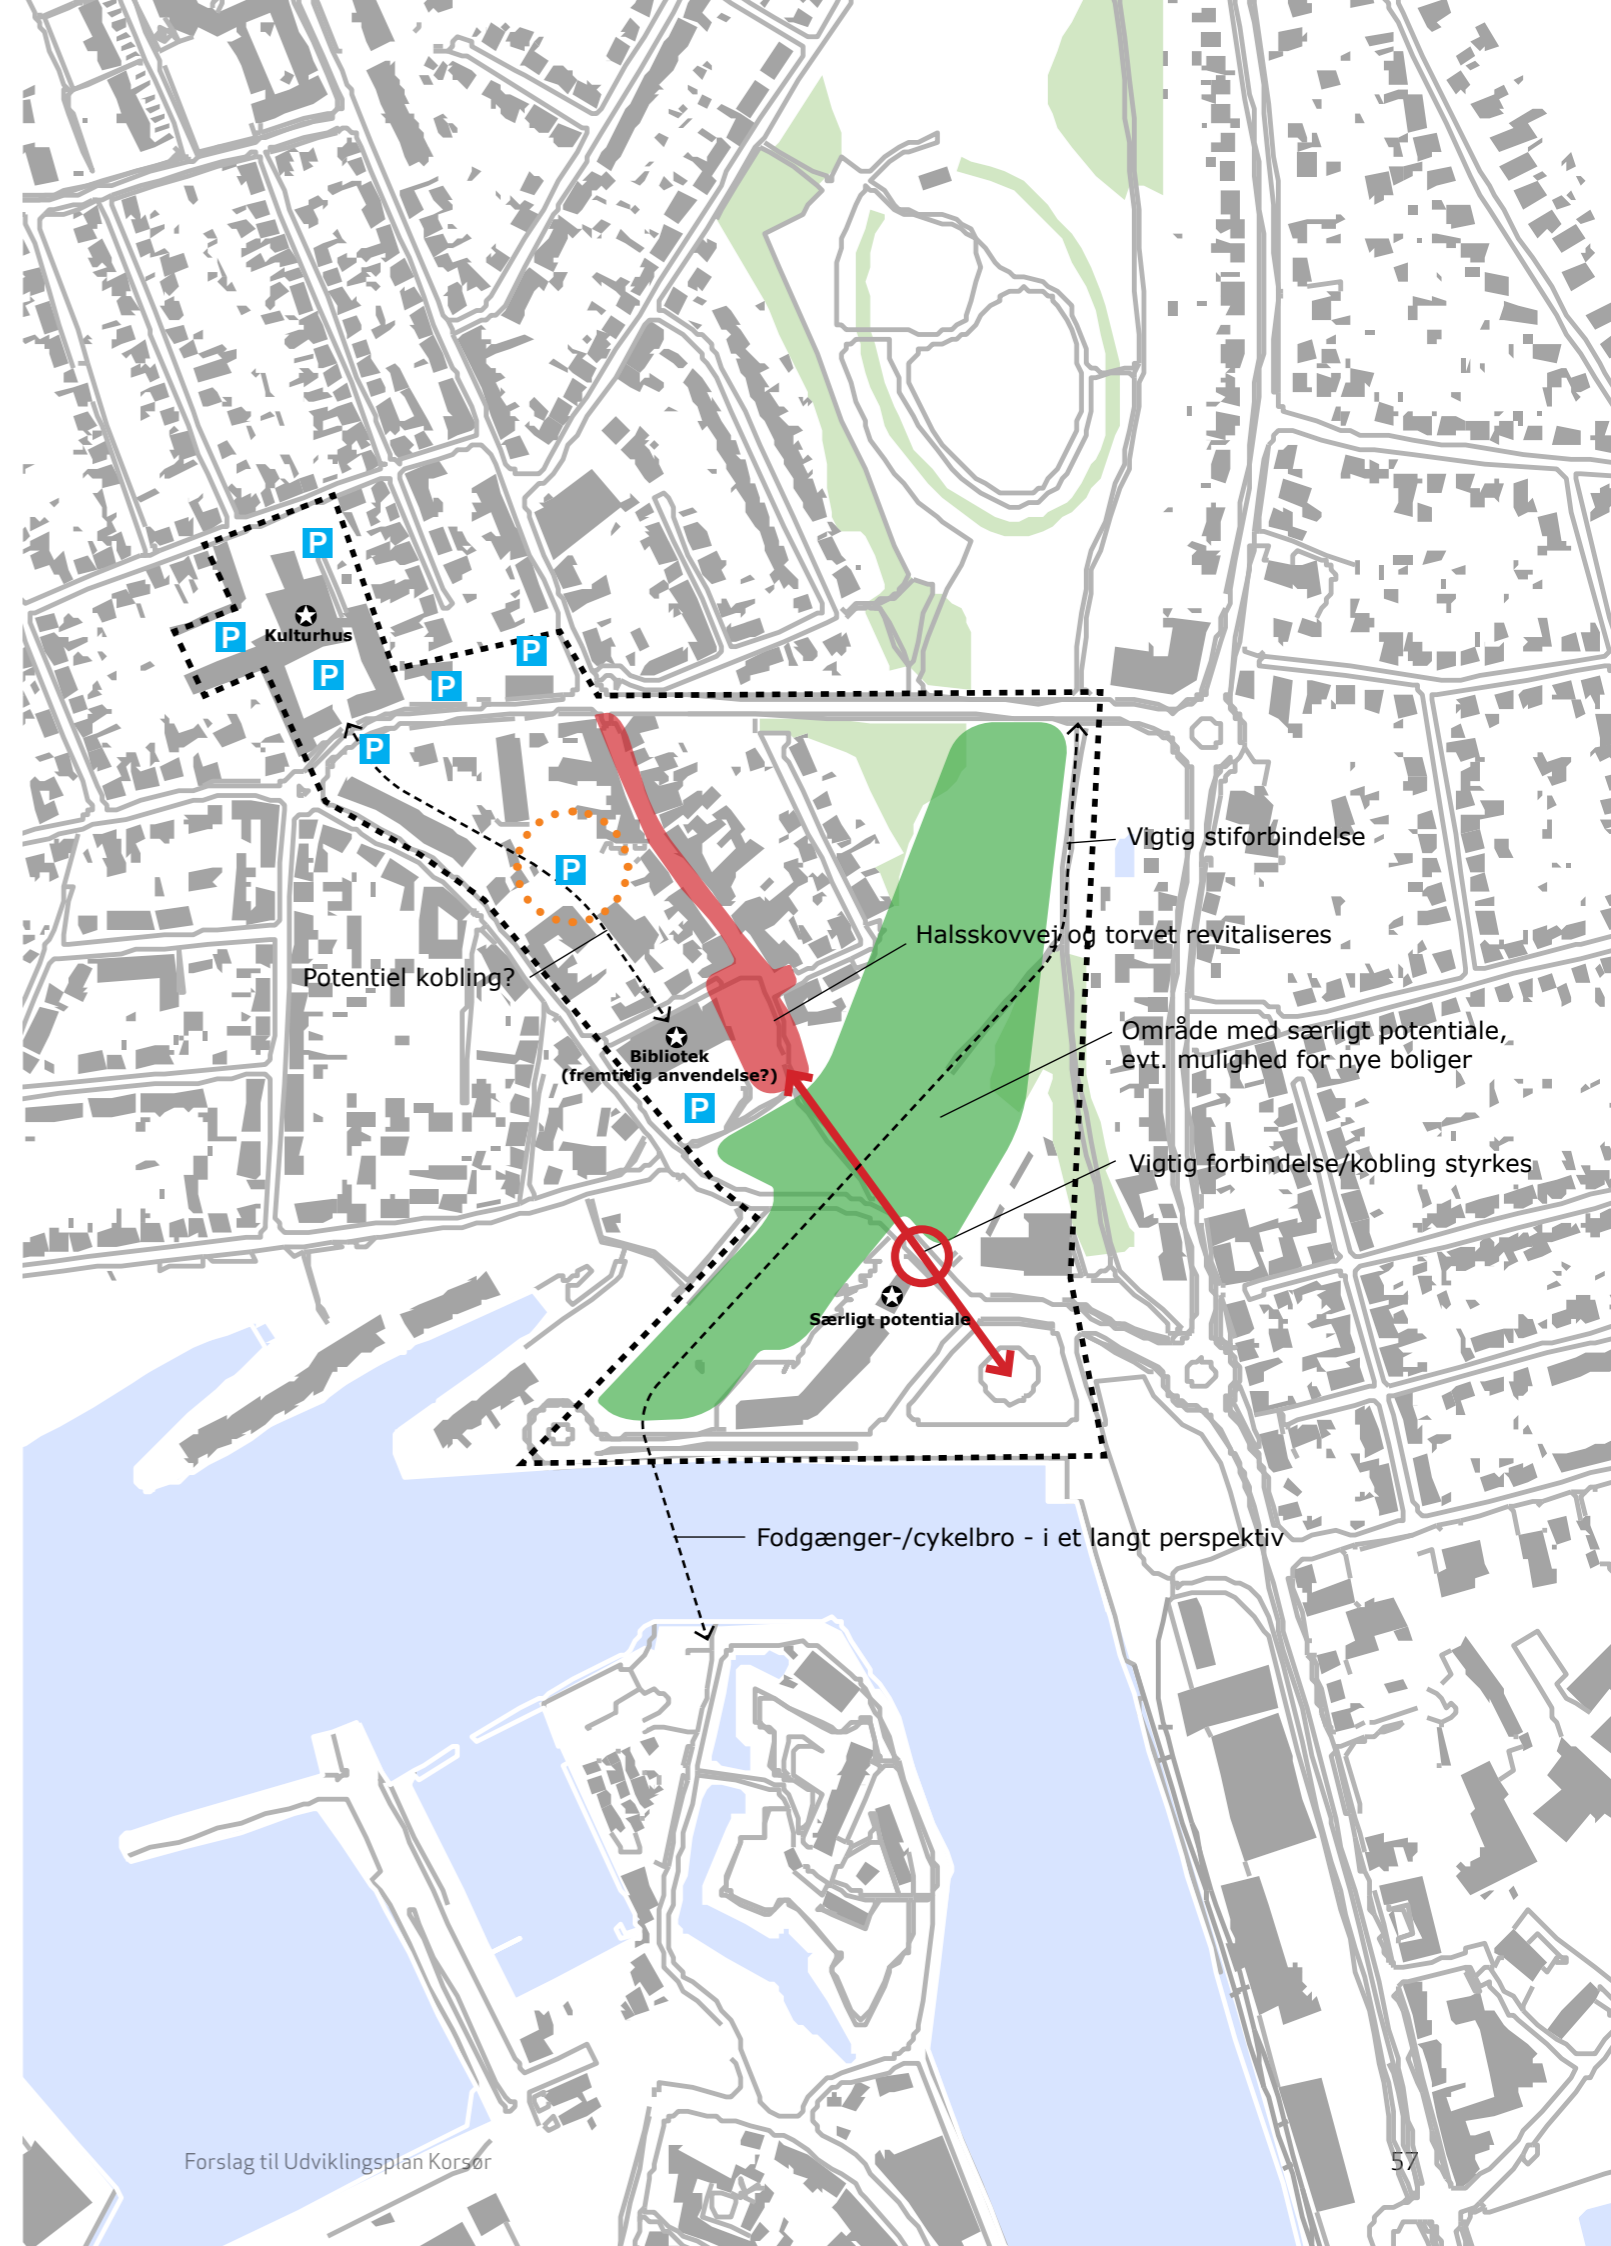 P
P
Kulturhus
P
P
P
P
P
Vigtig stiforbindelse
Halsskovvej og torvet revitaliseres
Potentiel kobling?
Område med særligt potentiale,
evt. mulighed for nye boliger
Bibliotek
(fremtidig anvendelse?)
P
Vigtig forbindelse/kobling styrkes
Særligt potentiale
Fodgænger-/cykelbro - i et langt perspektiv
Forslag til Udviklingsplan Korsør
57